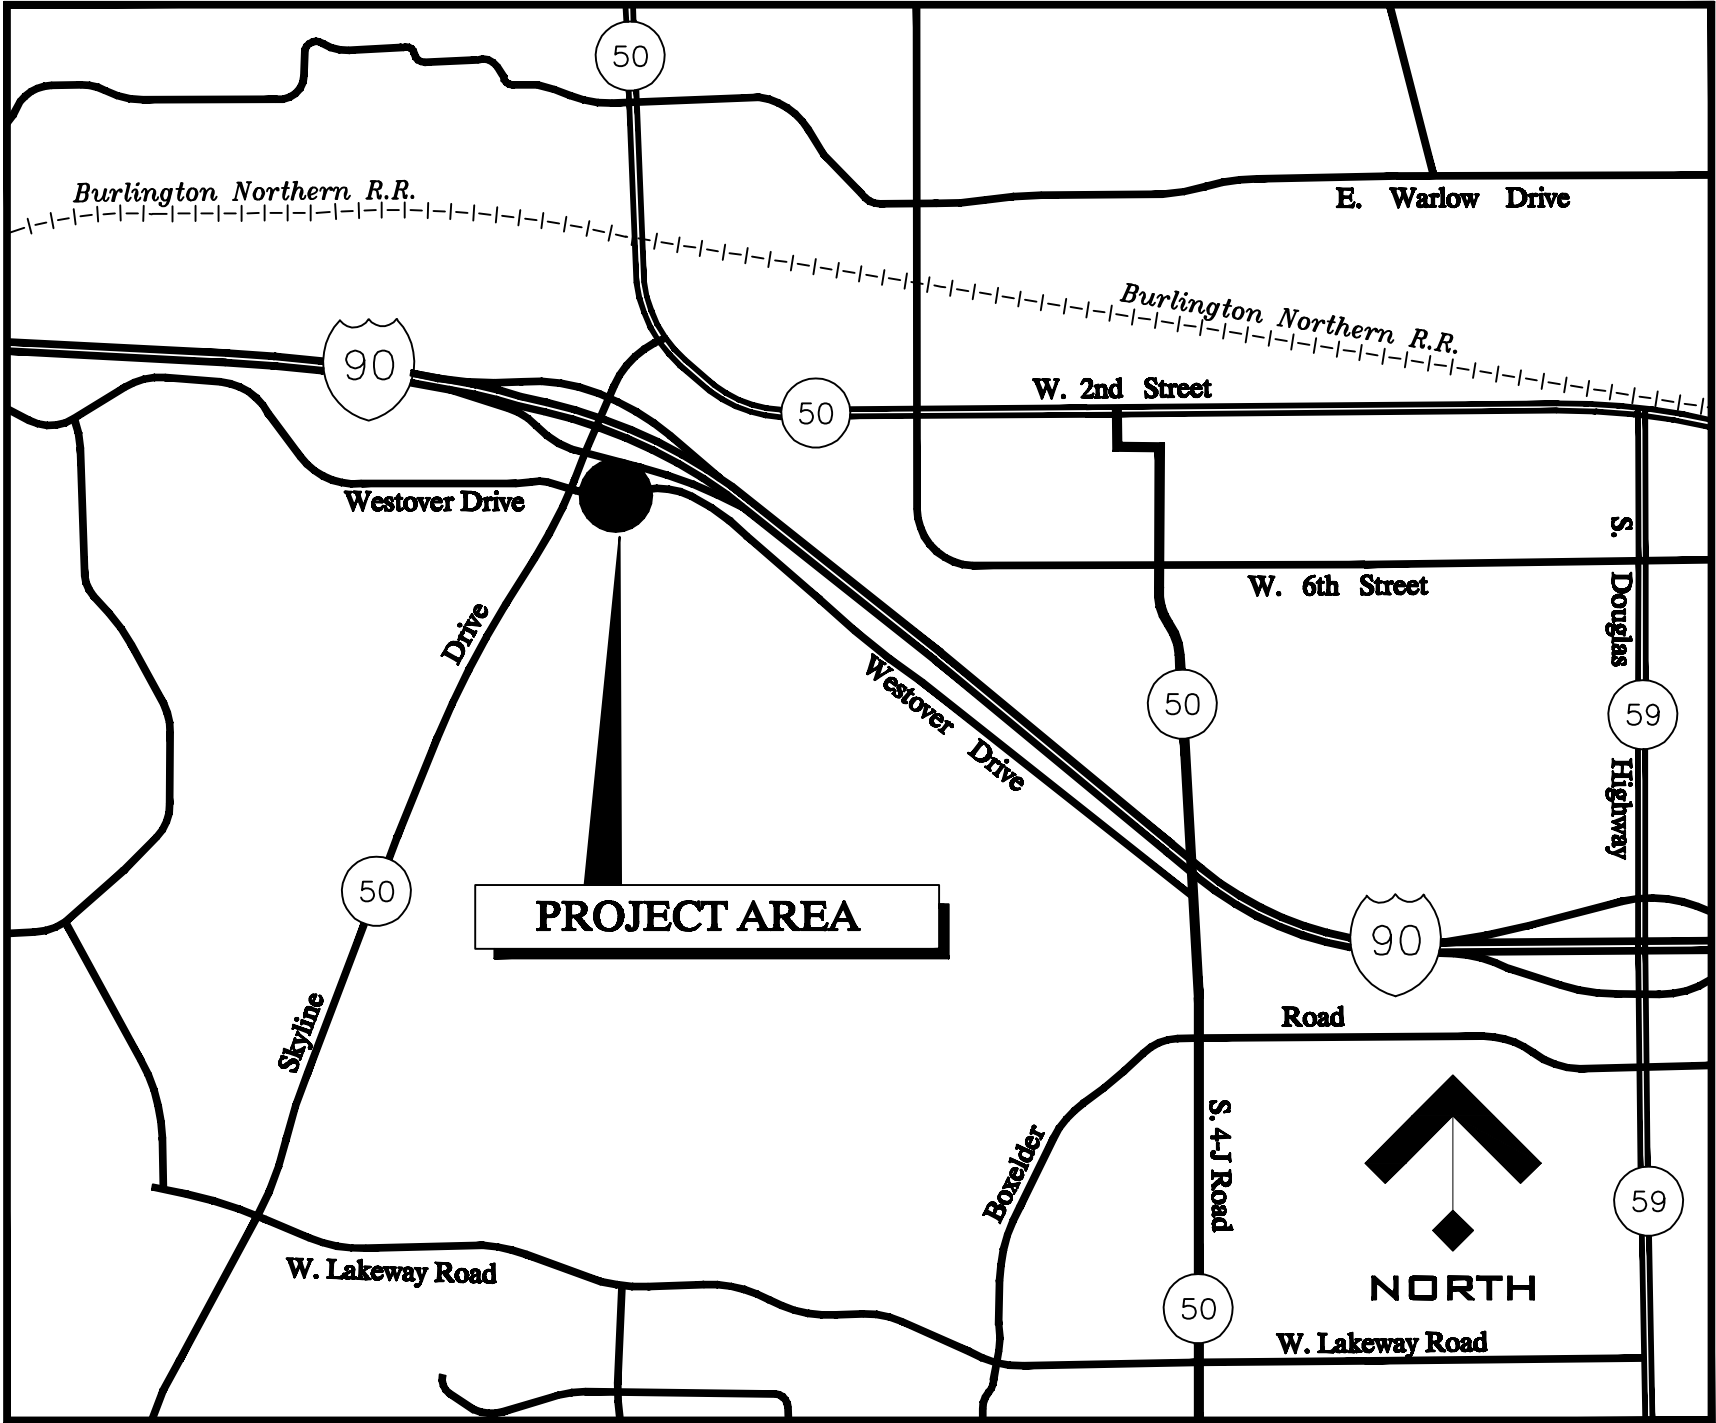 50
Burlington Northern R.R.
E. Warlow Drive
Burlington Northern R.R.
90
W. 2nd Street
50
Westover Drive
S. Douglas Highway
W. 6th Street
Skyline Drive
Westover Drive
50
59
50
PROJECT AREA
90
Boxelder Road
S. 4-J Road
59
W. Lakeway Road
NORTH
50
W. Lakeway Road